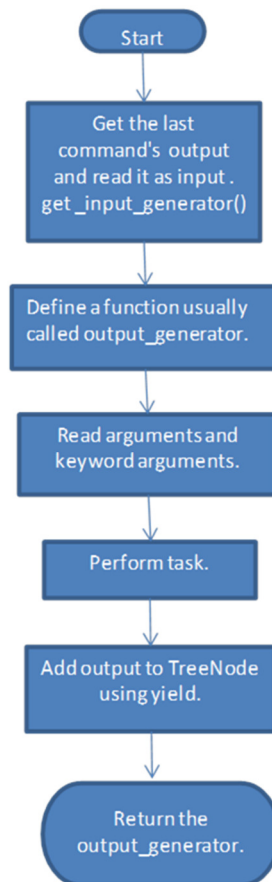 Start
Get the last
command's output
and read it as input .
get _input_generator()
Define a function usually
called output_generator.
Read arguments and
keyword arguments.
Perform task.
Add output to TreeNode
using yield.
Return the
output_generator.